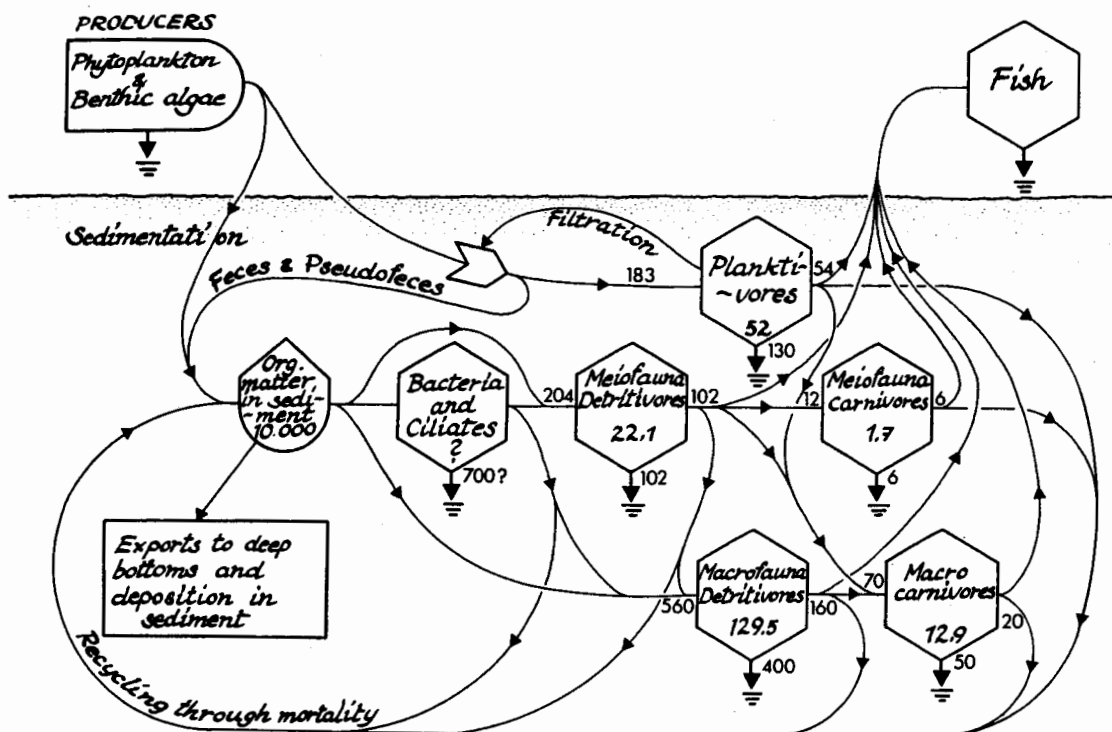 PRODUCERS
Phytoplankton
&
Benthic algae
Fish
Sedimentation
Feces & Pseudofeces
Filtration
183
Plankti-
~vores
52
54
130
Org.
matter
in sedi-
~ment
10.000
Bacteria
and
Ciliates
?
700?
204
Meiofauna
Detritivores
22,1
102
102
12
Meiofauna
Carnivores
1.7
6
6
Exports to deep
bottoms and
deposition in
sediment
560
Macrofauna
Detritivores
129.5
160
400
70
Macro
carnivores
12,9
20
50
Recycling through mortality